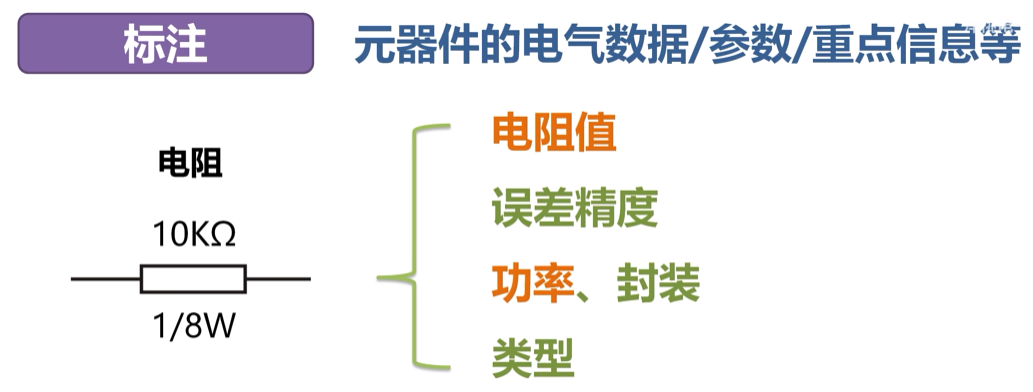 标注
元器件的电气数据/参数/重点信息等
电阻
10KΩ
1/8W
电阻值
误差精度
功率、封装
类型